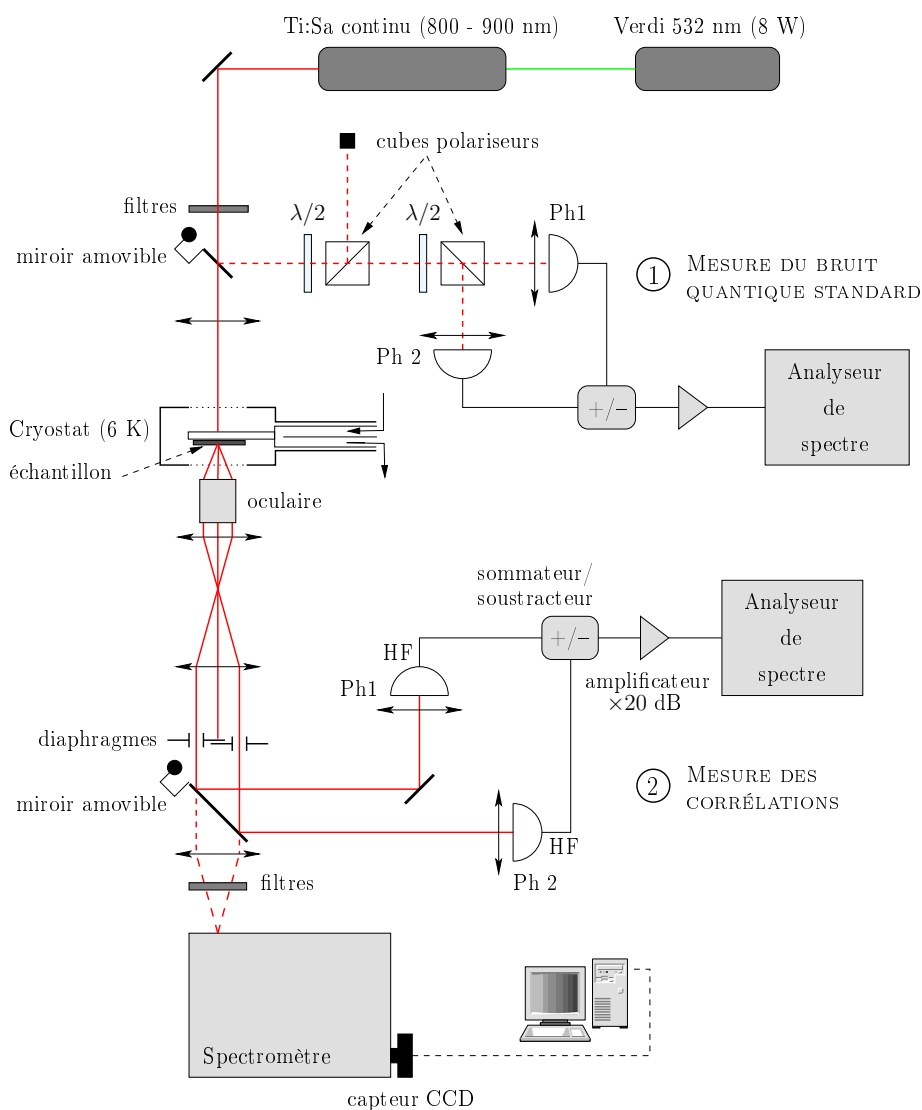 Ti:Sa continu (800 - 900 nm)
Verdi 532 nm (8 W)
cubes polariseurs
filtres
λ/2
λ/2
Ph1
miroir amovible
1
MESURE DU BRUIT
QUANTIQUE STANDARD
Ph 2
Analyseur
de
spectre
+/–
Cryostat (6 K)
échantillon
oculaire
sommateur/
soustracteur
Analyseur
de
spectre
+/–
HF
Ph1
amplificateur
×20 dB
diaphragmes
miroir amovible
2
MESURE DES
CORRÉLATIONS
HF
Ph 2
filtres
Spectromètre
capteur CCD